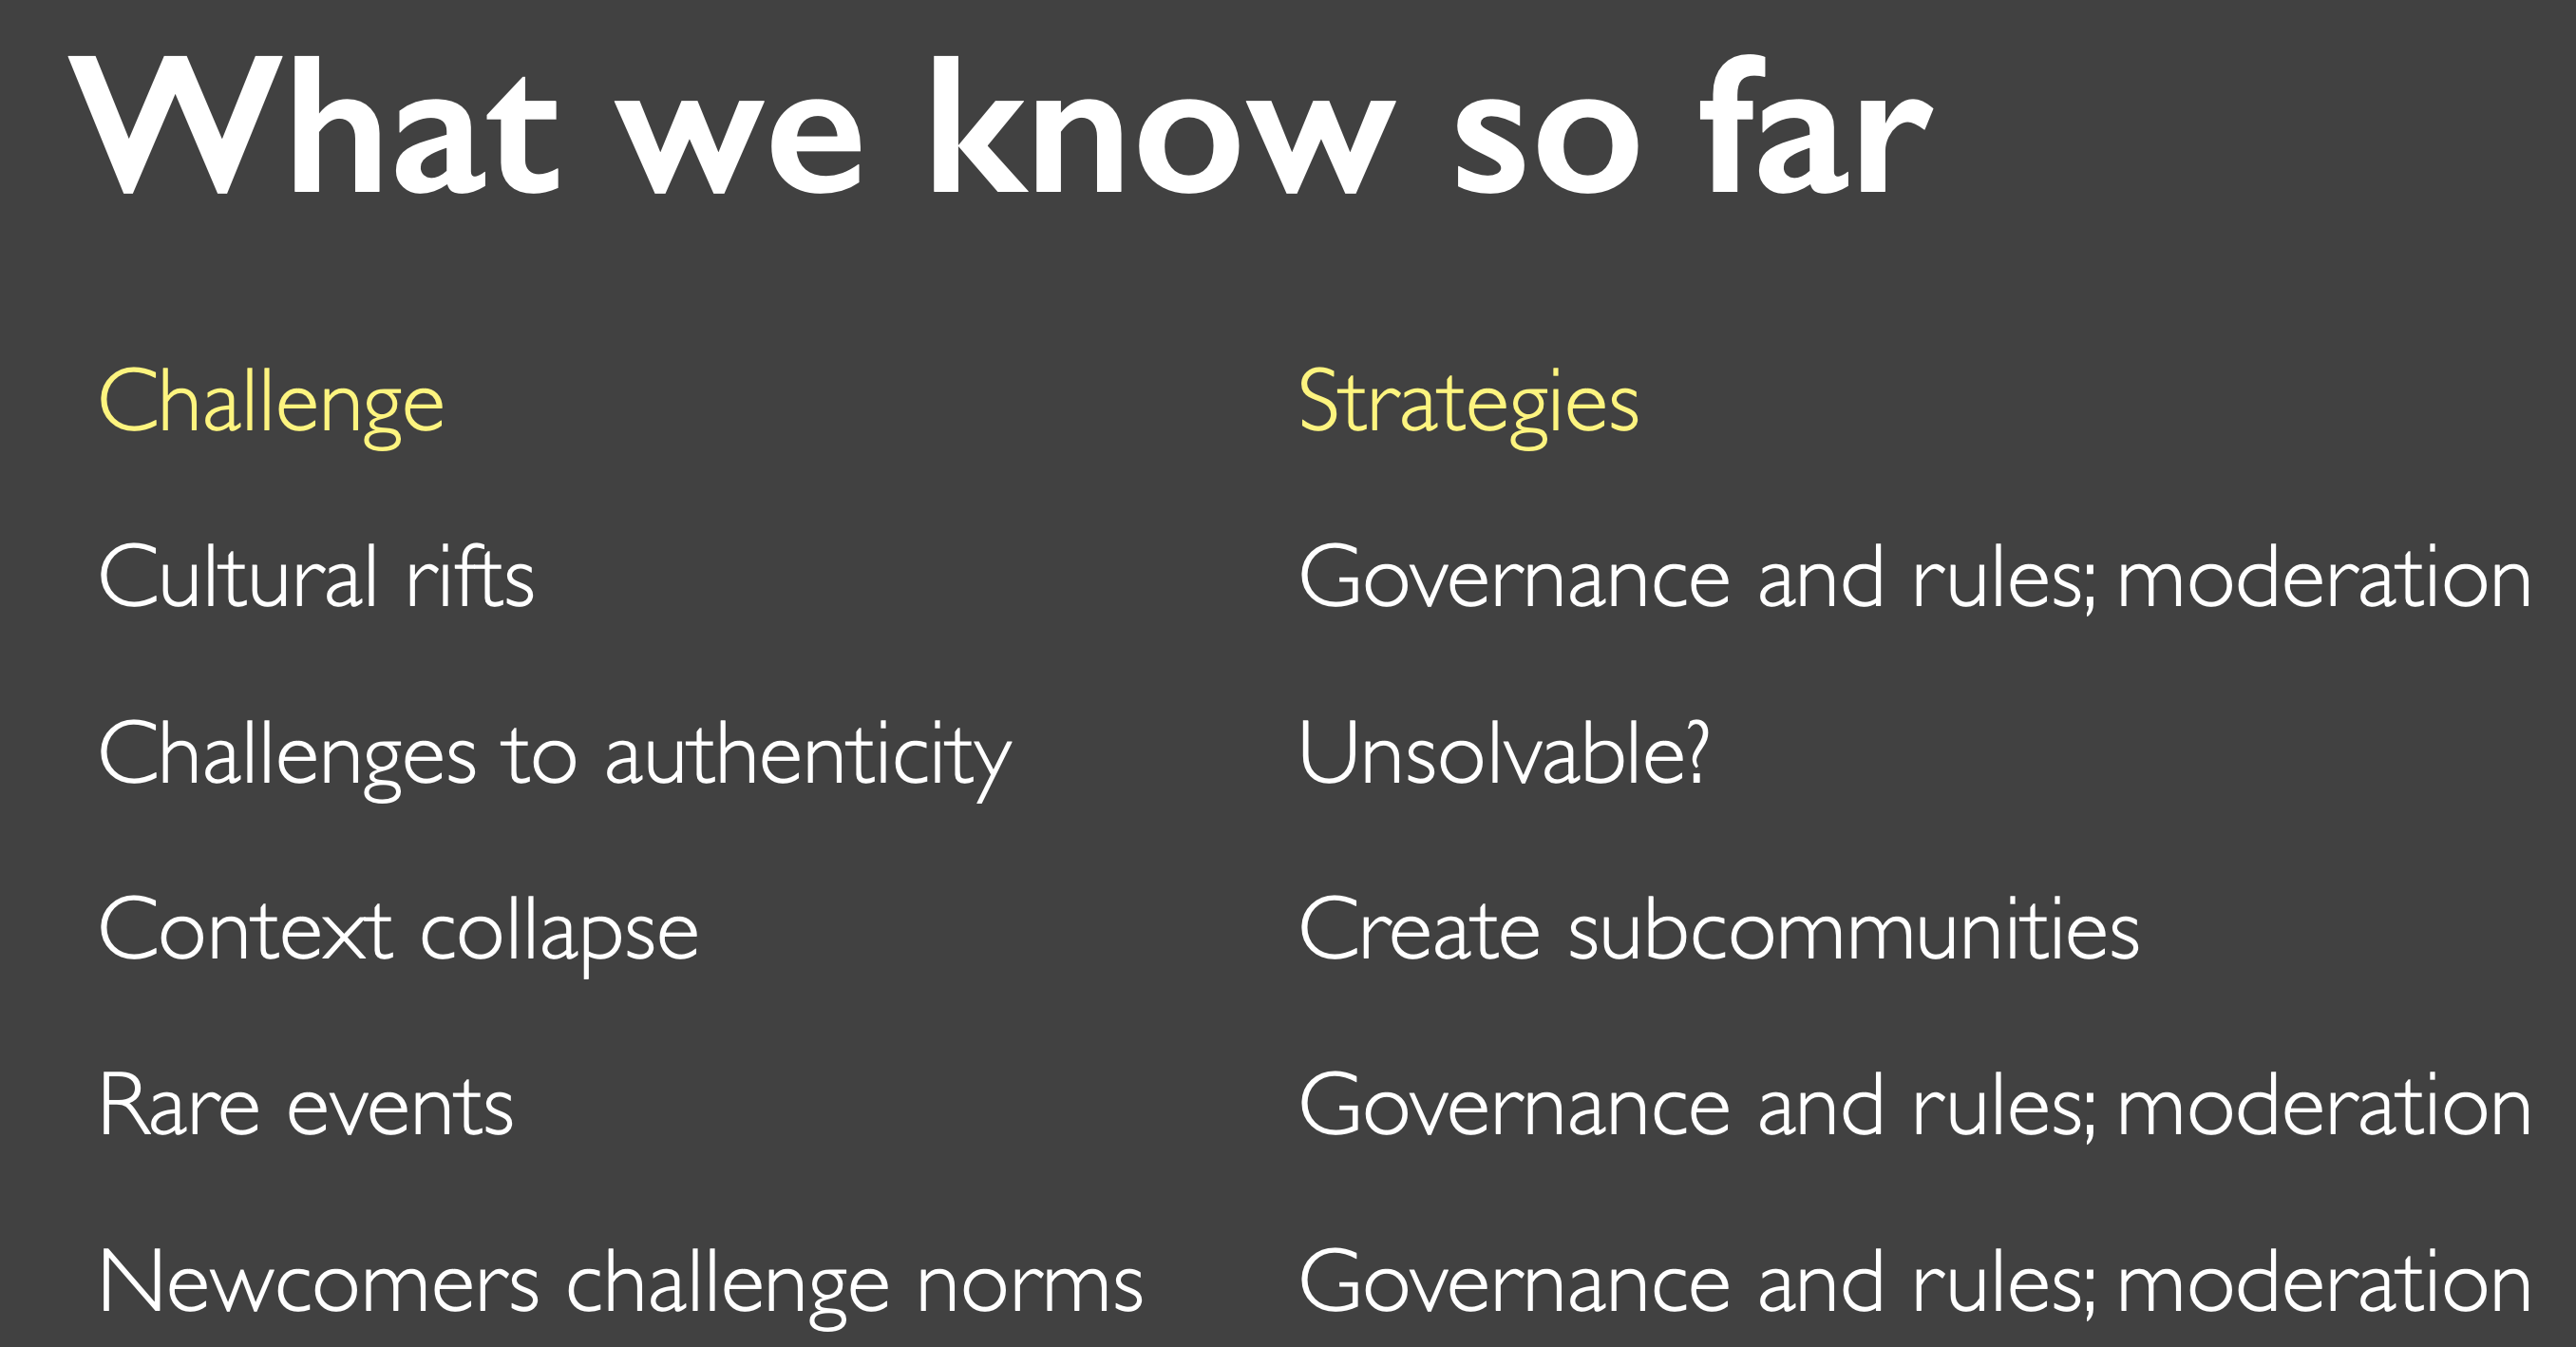 What we know so far
Challenge Strategies
Cultural rifts Governance and rules; moderation
Challenges to authenticity Unsolvable?
Context collapse Create subcommunities
Rare events Governance and rules; moderation
Newcomers challenge norms Governance and rules; moderation